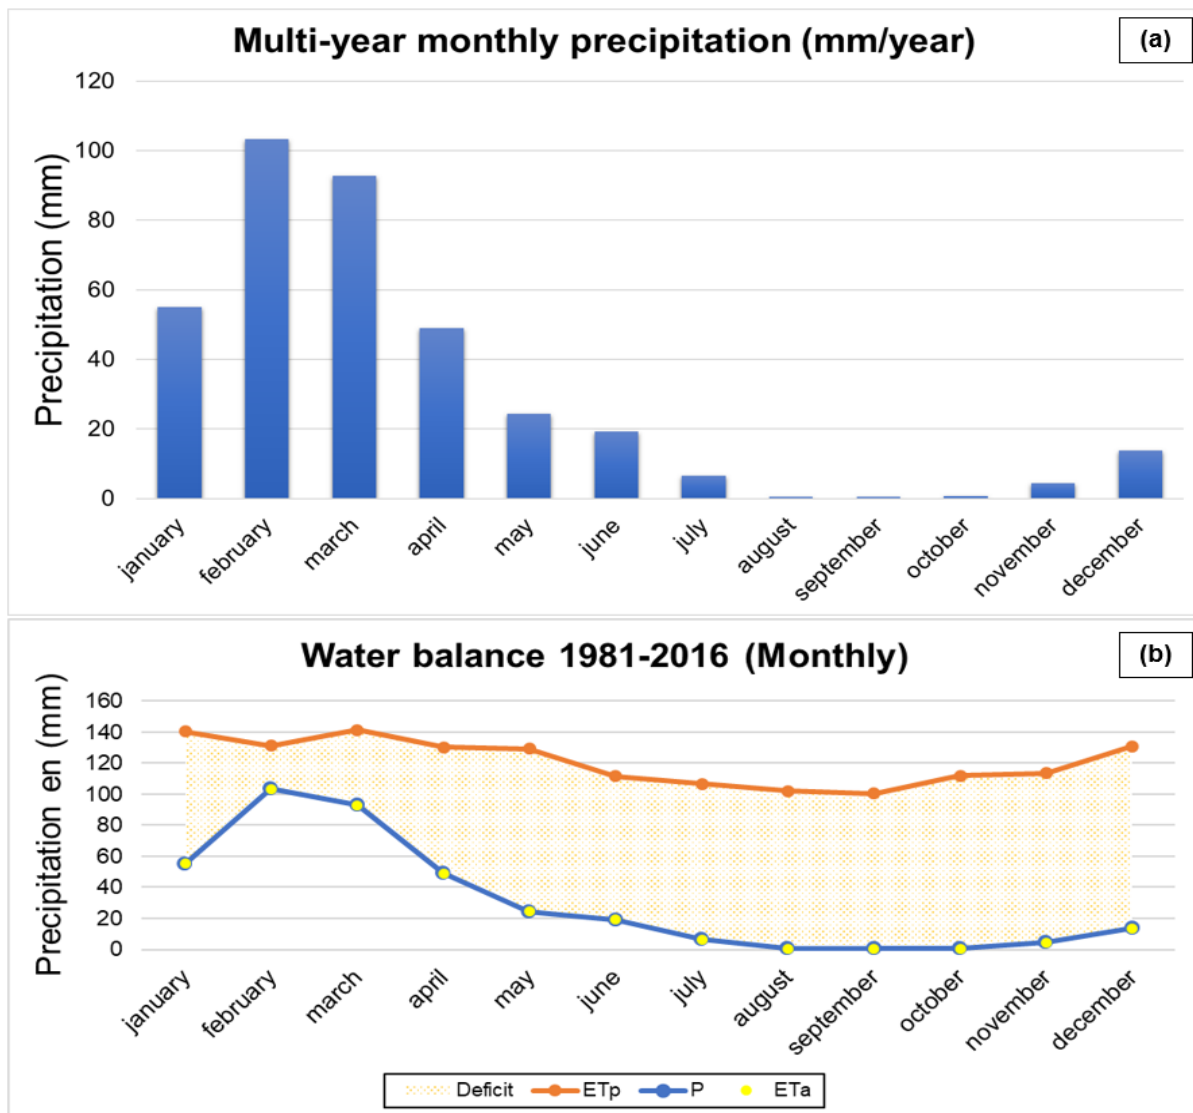 Multi-year monthly precipitation (mm/year)
(a)
Precipitation (mm)
120
100
80
60
40
20
0
january
february
march
april
may
june
july
august
september
october
november
december
Water balance 1981-2016 (Monthly)
(b)
Precipitation en (mm)
160
140
120
100
80
60
40
20
0
january
february
march
april
may
june
july
august
september
october
november
december
Deficit ETp P ETa